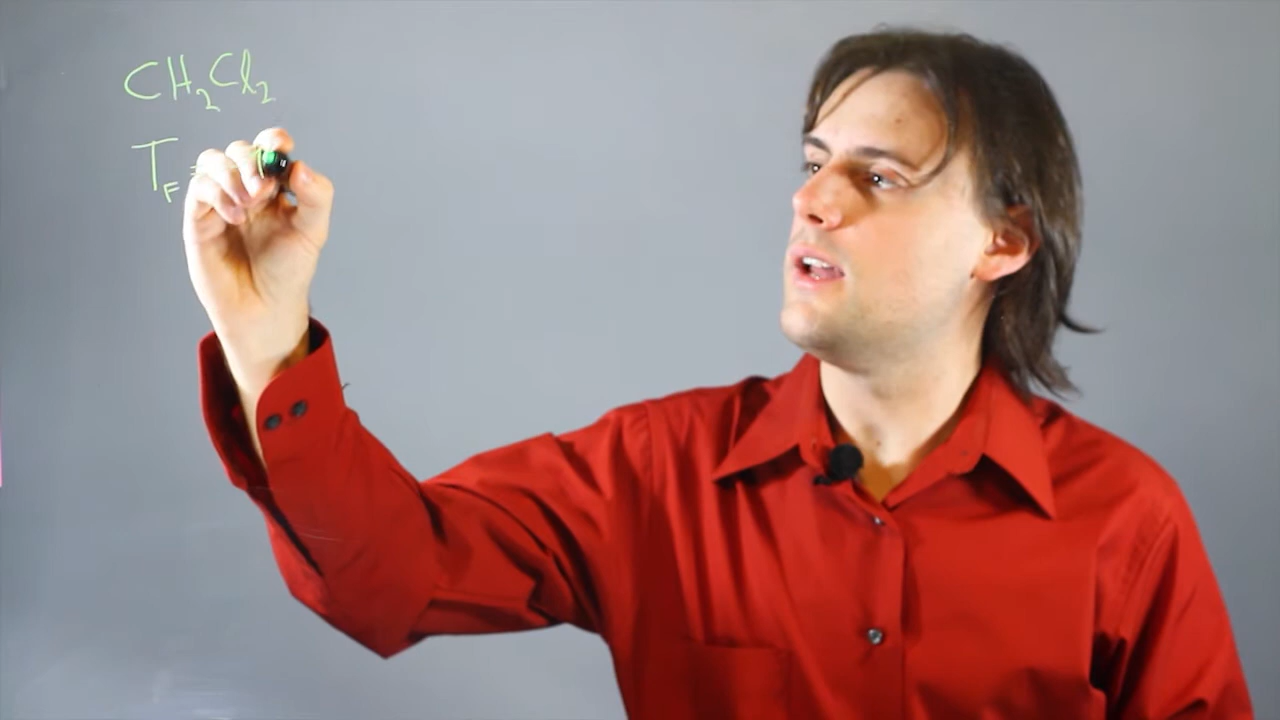 CH₂Cl₂
T_F =